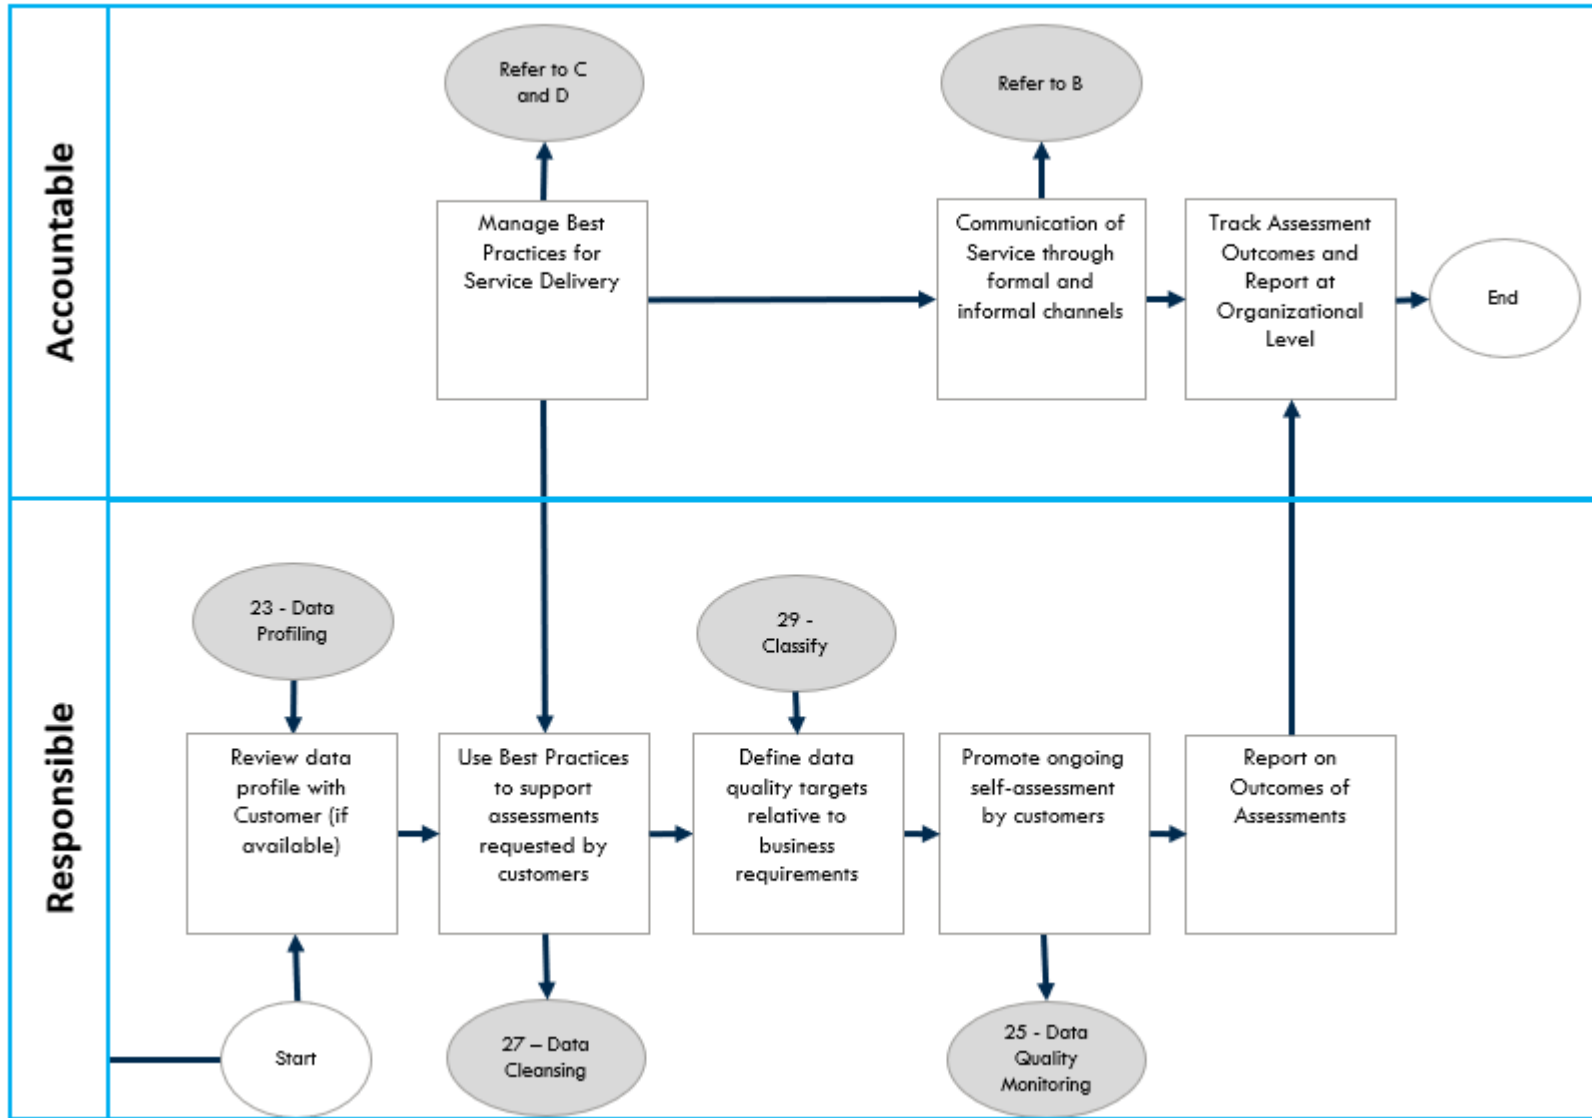 Accountable
Refer to C
and D
Refer to B
Manage Best
Practices for
Service Delivery
Communication of
Service through
formal and
informal channels
Track Assessment
Outcomes and
Report at
Organizational
Level
End
Responsible
23 - Data
Profiling
29 -
Classify
Review data
profile with
Customer (if
available)
Use Best Practices
to support
assessments
requested by
customers
Define data
quality targets
relative to
business
requirements
Promote ongoing
self-assessment
by customers
Report on
Outcomes of
Assessments
Start
27 – Data
Cleansing
25 - Data
Quality
Monitoring